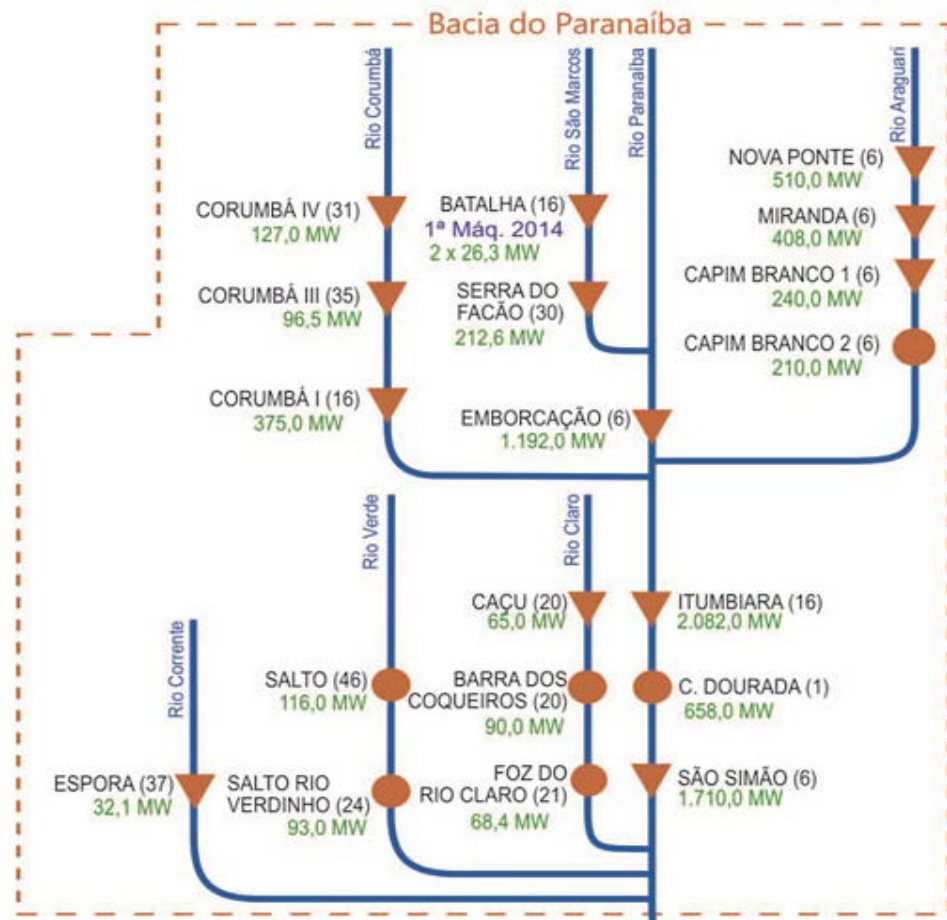 Bacia do Paranaíba
Rio Corumbá
Rio São Marcos
Rio Paranaíba
Rio Araguari
NOVA PONTE (6)
510,0 MW
CORUMBÁ IV (31)
127,0 MW
BATALHA (16)
1ª Máq. 2014
2 x 26,3 MW
MIRANDA (6)
408,0 MW
CORUMBÁ III (35)
96,5 MW
SERRA DO
FACÃO (30)
212,6 MW
CAPIM BRANCO 1 (6)
240,0 MW
CAPIM BRANCO 2 (6)
210,0 MW
CORUMBÁ I (16)
375,0 MW
EMBORCAÇÃO (6)
1.192,0 MW
Rio Verde
Rio Claro
CAÇU (20)
65,0 MW
ITUMBIARA (16)
2.082,0 MW
Rio Corrente
SALTO (46)
116,0 MW
BARRA DOS
COQUEIROS (20)
90,0 MW
C. DOURADA (1)
658,0 MW
ESPORA (37)
32,1 MW
SALTO RIO
VERDINHO (24)
93,0 MW
FOZ DO
RIO CLARO (21)
68,4 MW
SÃO SIMÃO (6)
1.710,0 MW